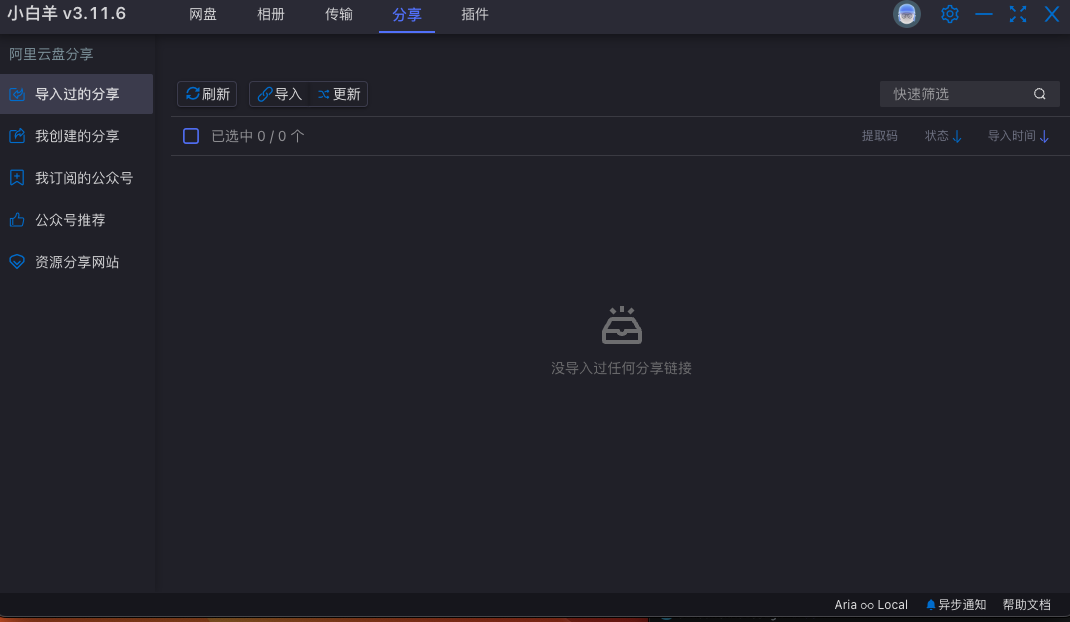 小白羊 v3.11.6
网盘 相册 传输 分享 插件
阿里云盘分享
导入过的分享
我创建的分享
我订阅的公众号
公众号推荐
资源分享网站
刷新 导入 更新
快速筛选
已选中 0 / 0 个
提取码 状态 导入时间
没导入过任何分享链接
Aria ∞ Local 异步通知 帮助文档